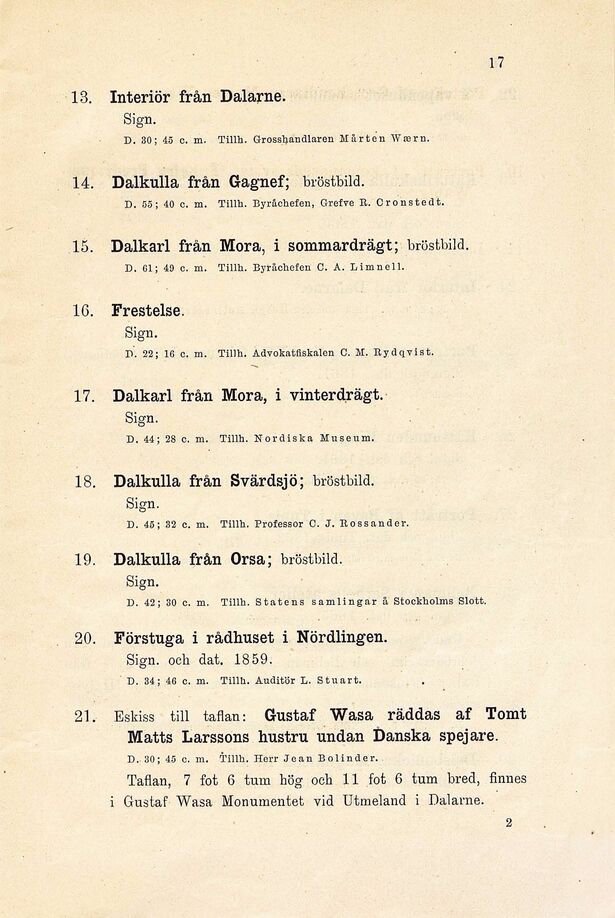 17
13. Interiör från Dalarne.
Sign.
D. 30; 45 c. m. Tillh. Grosshandlaren Mårten Wærn.
14. Dalkulla från Gagnef; bröstbild.
D. 55; 40 c. m. Tillh. Byråchefen, Grefve R. Cronstedt.
15. Dalkarl från Mora, i sommardrägt; bröstbild.
D. 61; 49 c. m. Tillh. Byråchefen C. A. Limnell.
16. Frestelse.
Sign.
D. 22; 16 c. m. Tillh. Advokatfiskalen C. M. Rydqvist.
17. Dalkarl från Mora, i vinterdrägt.
Sign.
D. 44; 28 c. m. Tillh. Nordiska Museum.
18. Dalkulla från Svärdsjö; bröstbild.
Sign.
D. 45; 32 c. m. Tillh. Professor C. J. Rossander.
19. Dalkulla från Orsa; bröstbild.
Sign.
D. 42; 30 c. m. Tillh. Statens samlingar å Stockholms Slott.
20. Förstuga i rådhuset i Nördlingen.
Sign. och dat. 1859.
D. 34; 46 c. m. Tillh. Auditör L. Stuart.
21. Eskiss till taflan: Gustaf Wasa räddas af Tomt
Matts Larssons hustru undan Danska spejare.
D. 30; 45 c. m. Tillh. Herr Jean Bolinder.
Taflan, 7 fot 6 tum hög och 11 fot 6 tum bred, finnes
i Gustaf Wasa Monumentet vid Utmeland i Dalarne.
2